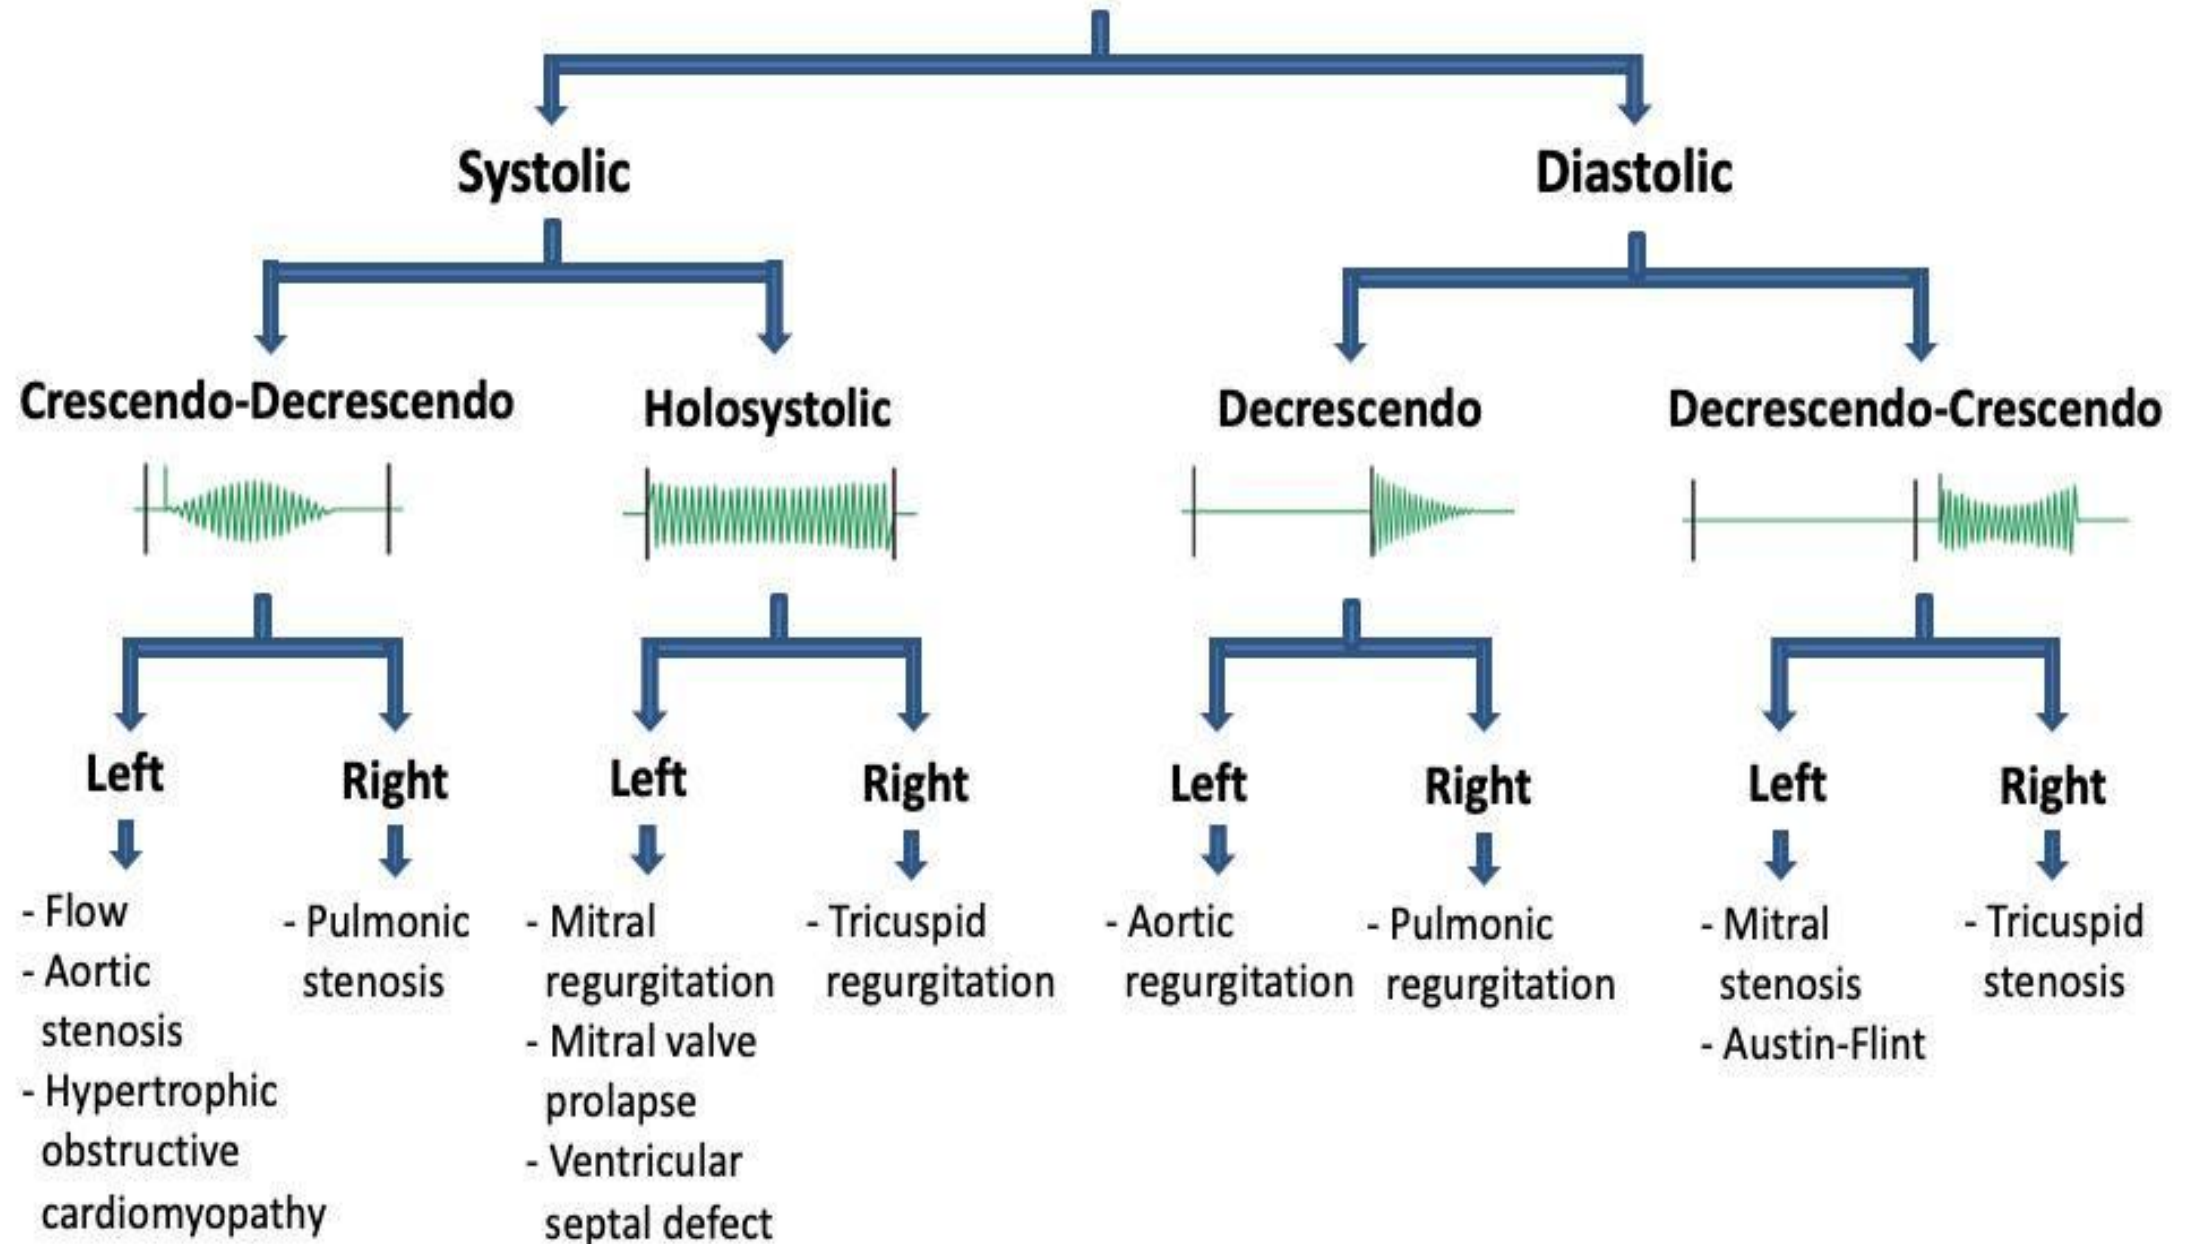 Systolic
Diastolic
Crescendo-Decrescendo
Holosystolic
Decrescendo
Decrescendo-Crescendo
Left
Right
Left
Right
Left
Right
Left
Right
- Flow
- Aortic
stenosis
- Hypertrophic
obstructive
cardiomyopathy
- Pulmonic
stenosis
- Mitral
regurgitation
- Mitral valve
prolapse
- Ventricular
septal defect
- Tricuspid
regurgitation
- Aortic
regurgitation
- Pulmonic
regurgitation
- Mitral
stenosis
- Austin-Flint
- Tricuspid
stenosis